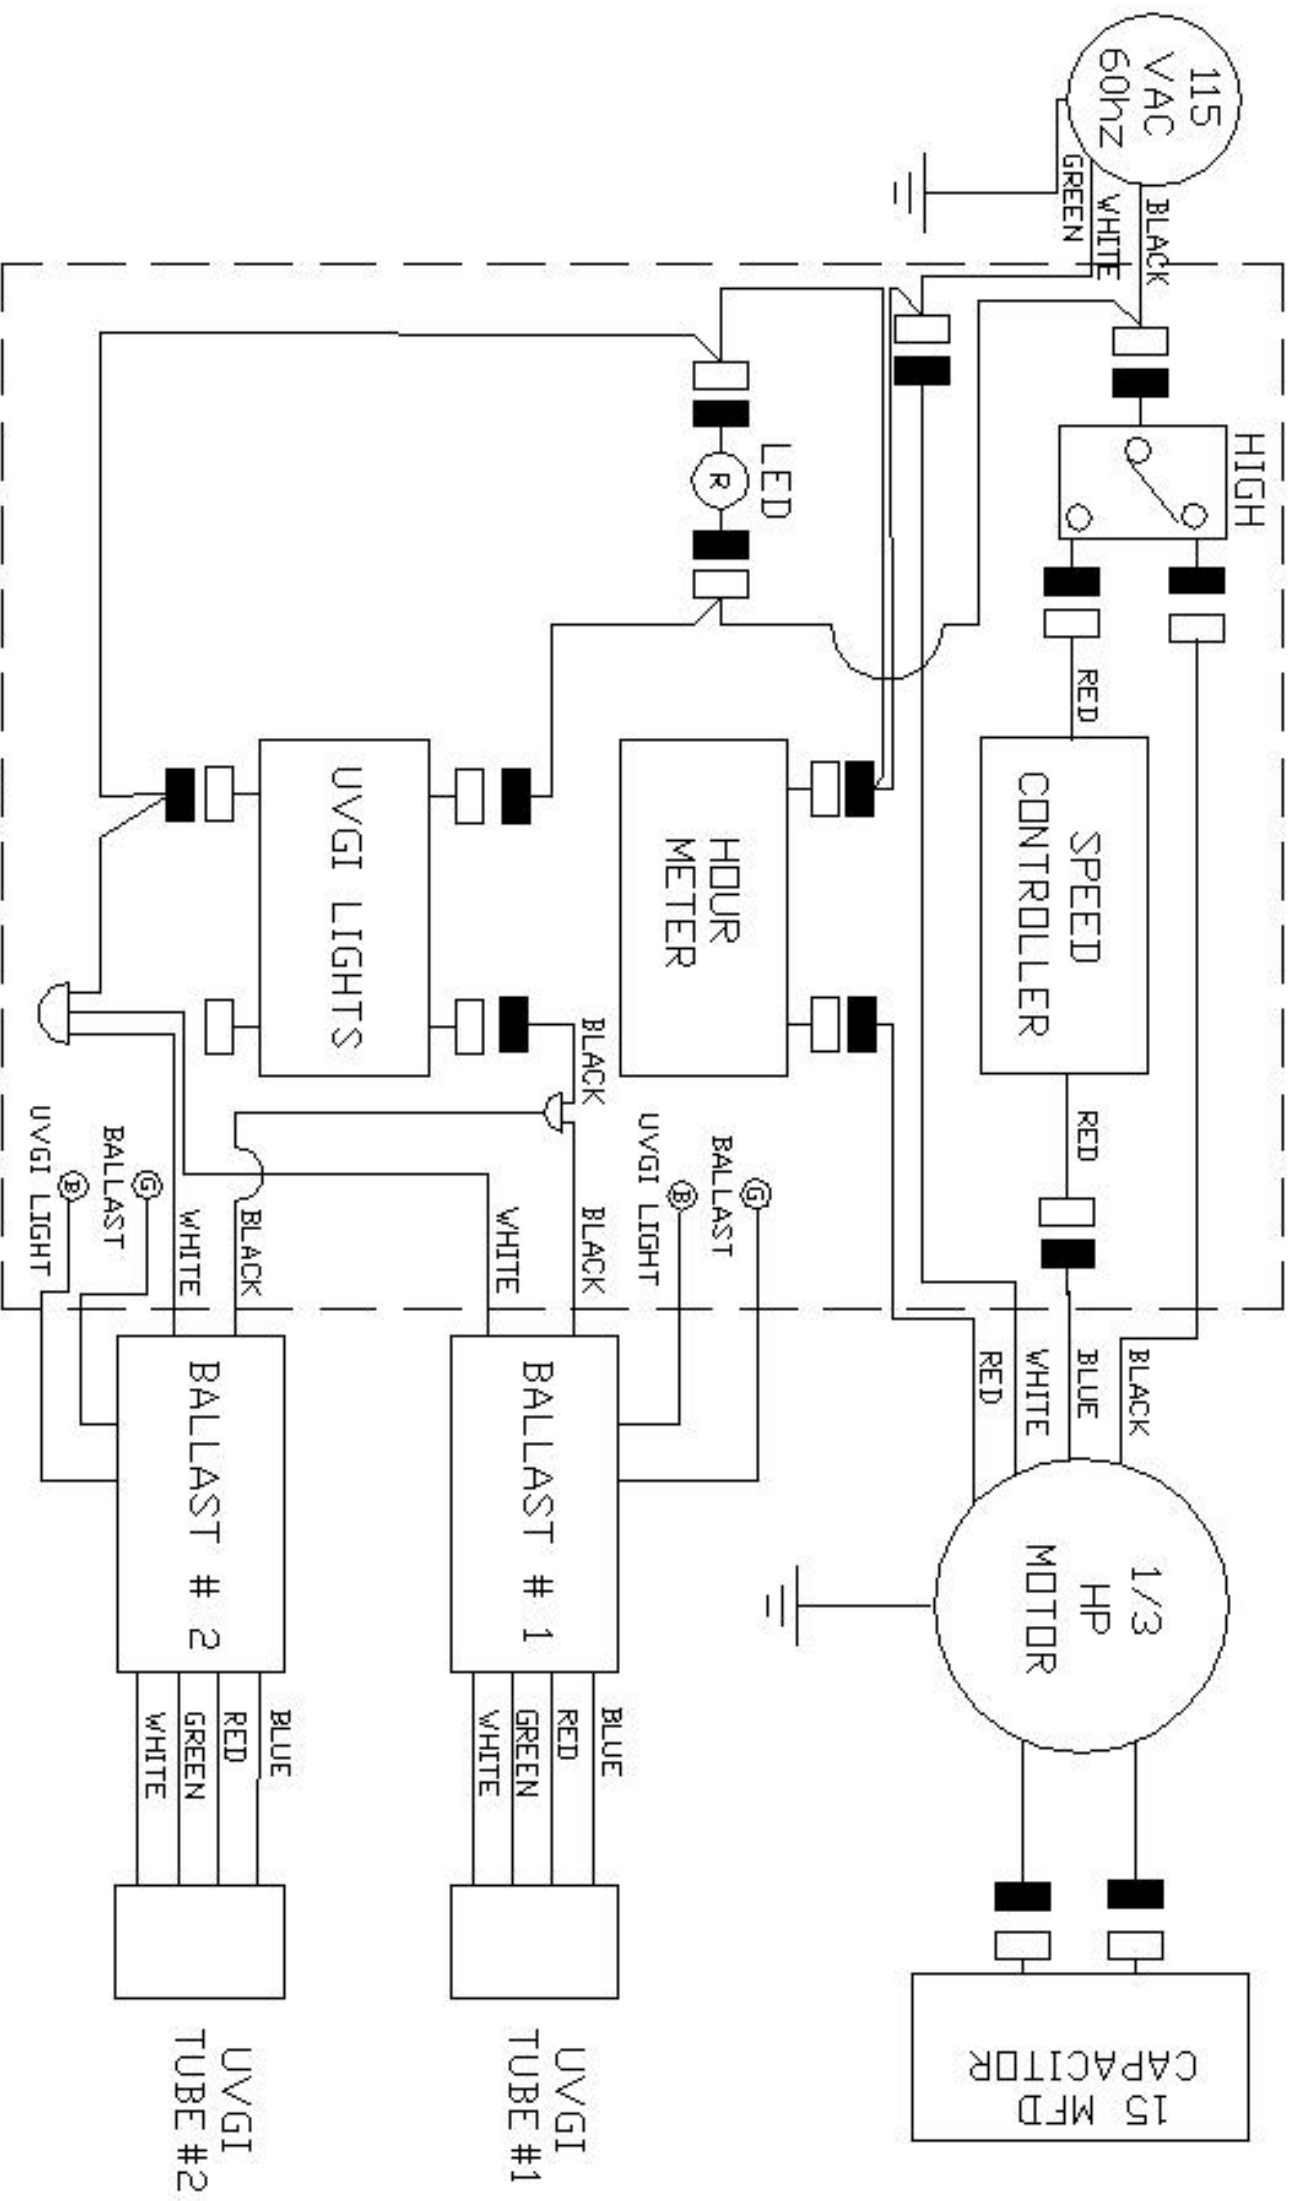 115
VAC
60hz
BLACK
WHITE
GREEN
HIGH
LED
R
RED
SPEED
CONTROLLER
RED
HOUR
METER
UVGI LIGHTS
BLACK
BLACK
WHITE
BLACK
WHITE
BALLAST
G
UVGI LIGHT
B
BALLAST
G
UVGI LIGHT
B
BLACK
BLUE
WHITE
RED
1/3
HP
MOTOR
15 MFD
CAPACITOR
BALLAST # 1
BLUE
RED
GREEN
WHITE
UVGI
TUBE #1
BALLAST # 2
BLUE
RED
GREEN
WHITE
UVGI
TUBE #2